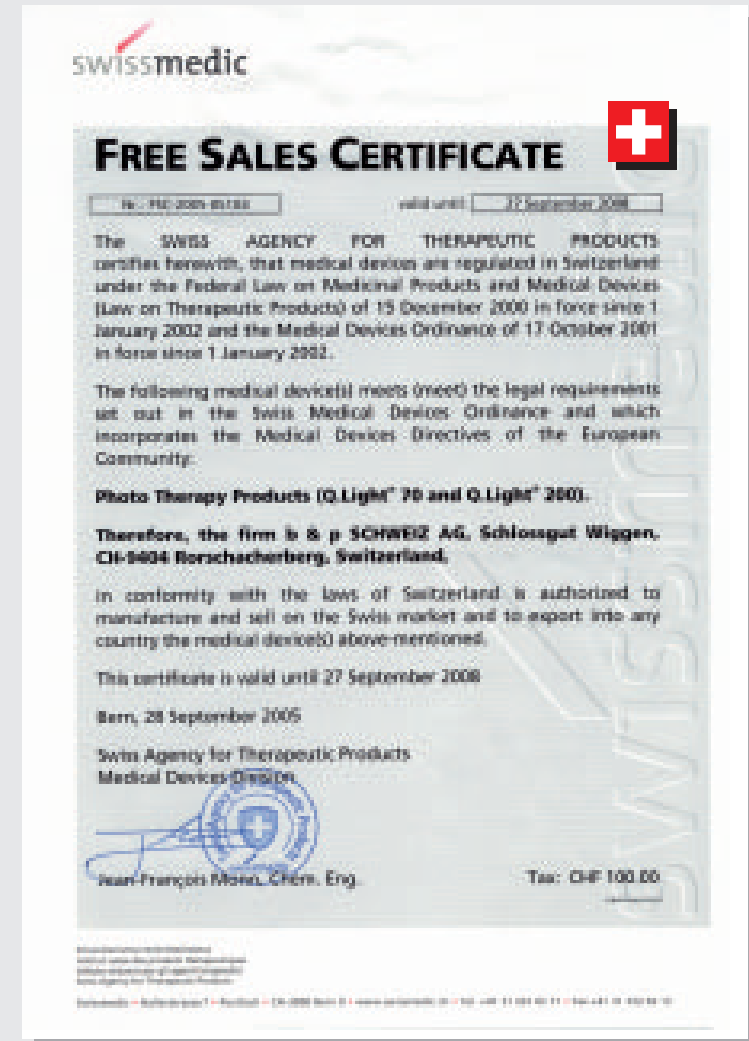 swissmedic
FREE SALES CERTIFICATE
valid until: 27 September 2008
The SWISS AGENCY FOR THERAPEUTIC PRODUCTS
certifies herewith, that medical devices are regulated in Switzerland
under the Federal Law on Medicinal Products and Medical Devices
(Law on Therapeutic Products) of 15 December 2000 in force since 1
January 2002 and the Medical Devices Ordinance of 17 October 2001
in force since 1 January 2002.
The following medical device(s) meets (meet) the legal requirements
set out in the Swiss Medical Devices Ordinance and which
incorporates the Medical Devices Directives of the European
Community:
Photo Therapy Products (Q.Light® 70 and Q.Light® 200).
Therefore, the firm b & p SCHWEIZ AG, Schlossgut Wiggen,
CH-9404 Rorschacherberg, Switzerland,
in conformity with the laws of Switzerland is authorized to
manufacture and sell on the Swiss market and to export into any
country the medical device(s) above-mentioned.
This certificate is valid until 27 September 2008
Bern, 28 September 2005
Swiss Agency for Therapeutic Products
Medical Devices Division
Jean-François Monn, Chem. Eng.
Tax: CHF 100.00
swissmedic